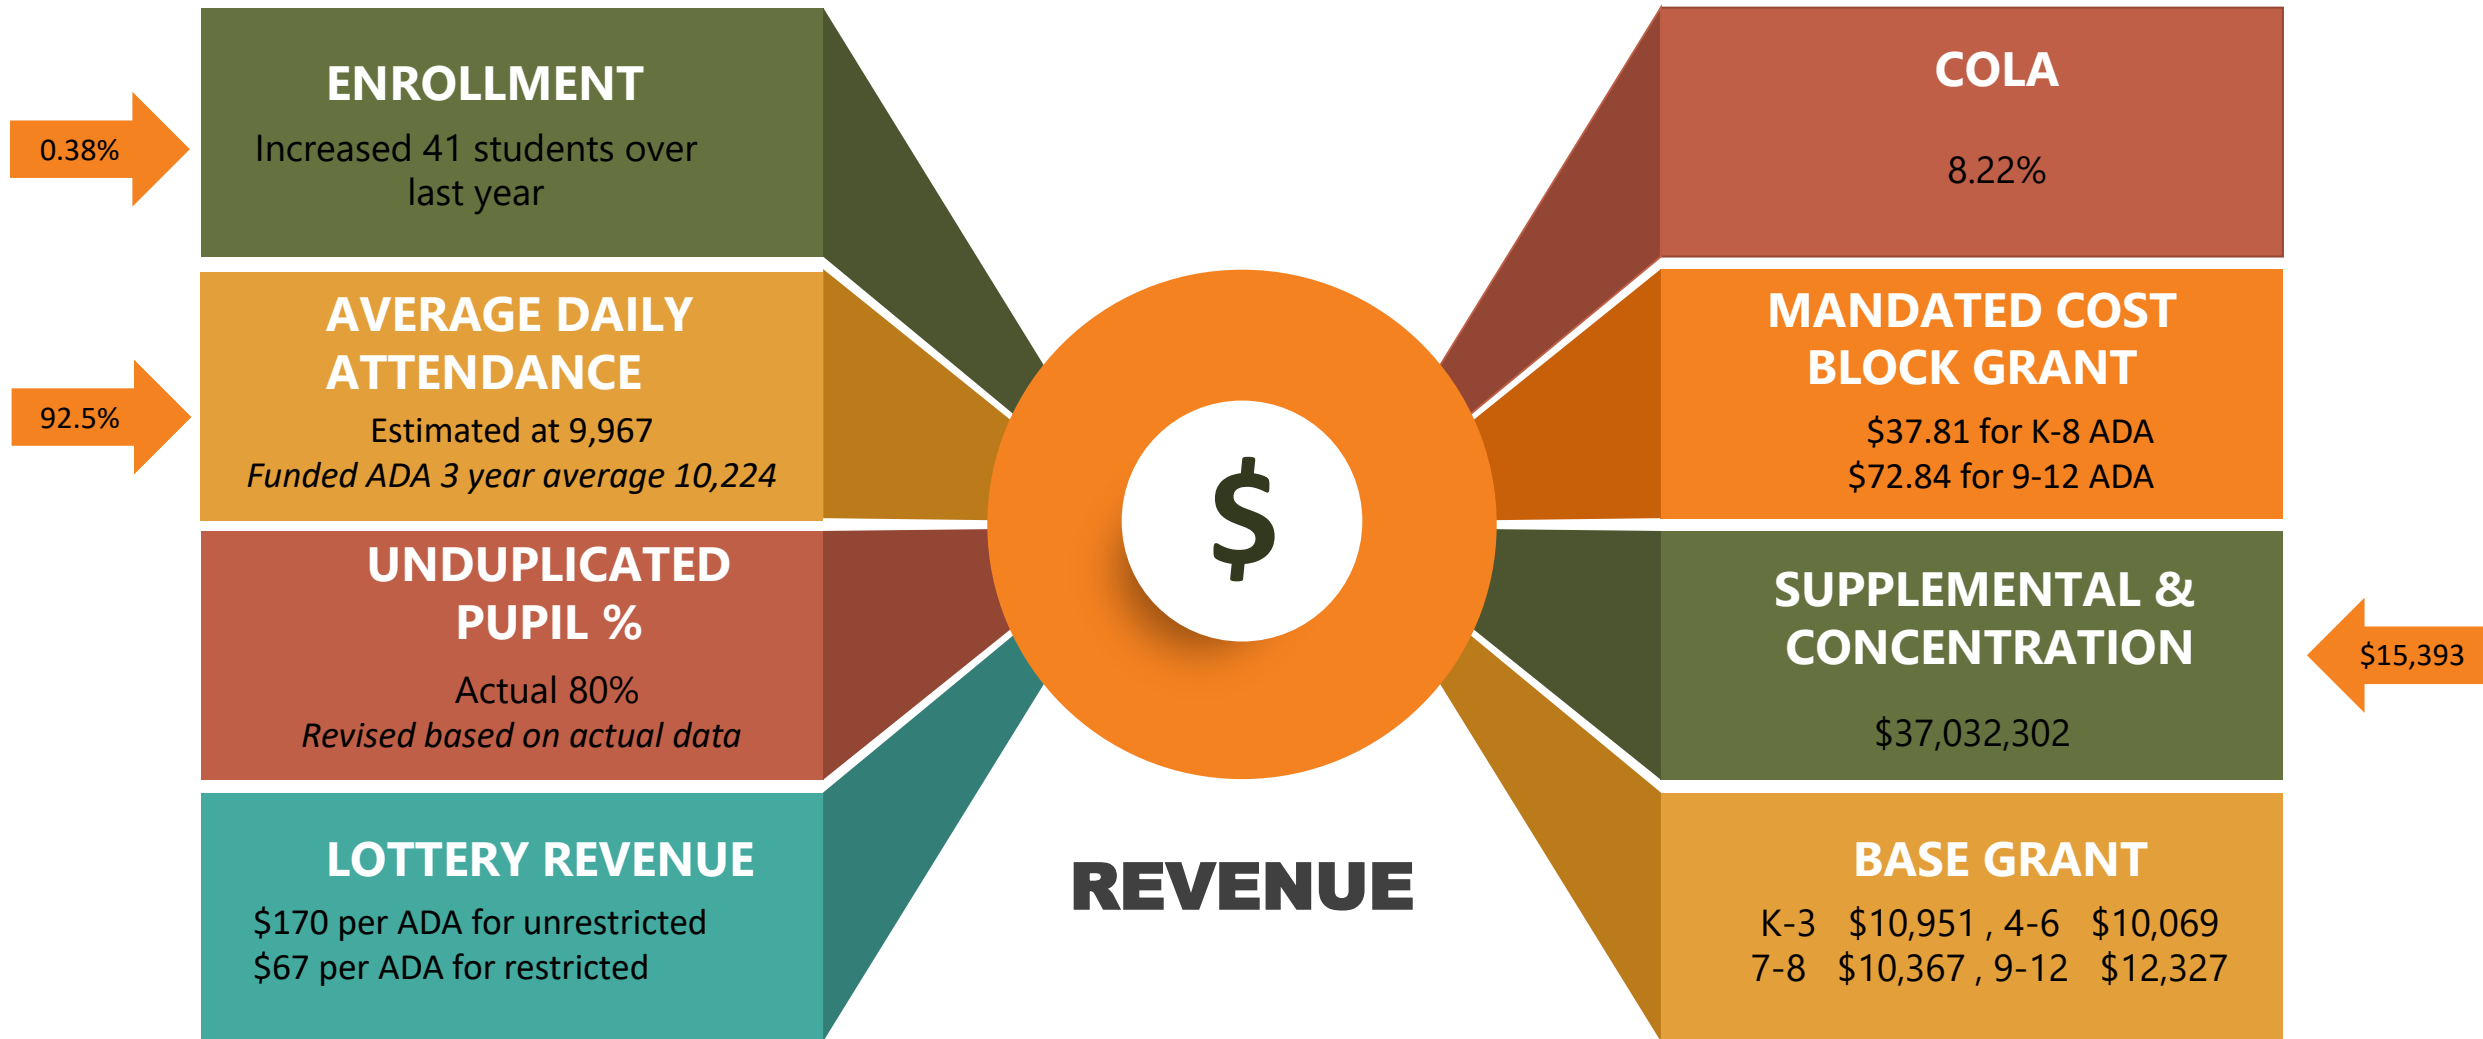 0.38%
ENROLLMENT
Increased 41 students over
last year
92.5%
AVERAGE DAILY
ATTENDANCE
Estimated at 9,967
Funded ADA 3 year average 10,224
UNDUPLICATED
PUPIL %
Actual 80%
Revised based on actual data
LOTTERY REVENUE
$170 per ADA for unrestricted
$67 per ADA for restricted
$
REVENUE
COLA
8.22%
MANDATED COST
BLOCK GRANT
$37.81 for K-8 ADA
$72.84 for 9-12 ADA
SUPPLEMENTAL &
CONCENTRATION
$37,032,302
$15,393
BASE GRANT
K-3 $10,951 , 4-6 $10,069
7-8 $10,367 , 9-12 $12,327